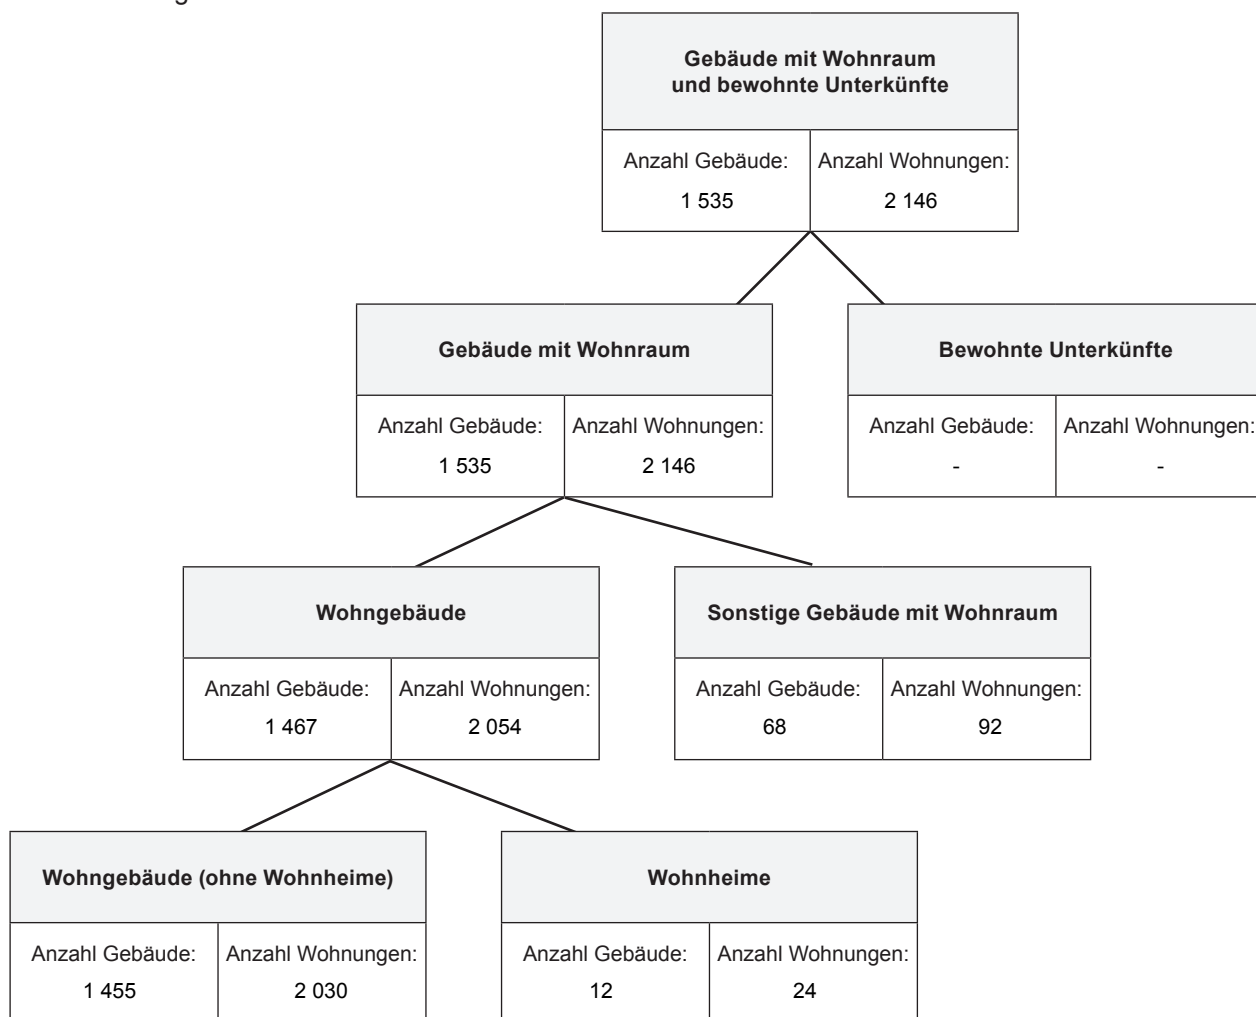 Gebäude mit Wohnraum
und bewohnte Unterkünfte
Anzahl Gebäude: Anzahl Wohnungen:
1 535 2 146
Gebäude mit Wohnraum Bewohnte Unterkünfte
Anzahl Gebäude: Anzahl Wohnungen: Anzahl Gebäude: Anzahl Wohnungen:
1 535 2 146 - -
Wohngebäude Sonstige Gebäude mit Wohnraum
Anzahl Gebäude: Anzahl Wohnungen: Anzahl Gebäude: Anzahl Wohnungen:
1 467 2 054 68 92
Wohngebäude (ohne Wohnheime) Wohnheime
Anzahl Gebäude: Anzahl Wohnungen: Anzahl Gebäude: Anzahl Wohnungen:
1 455 2 030 12 24